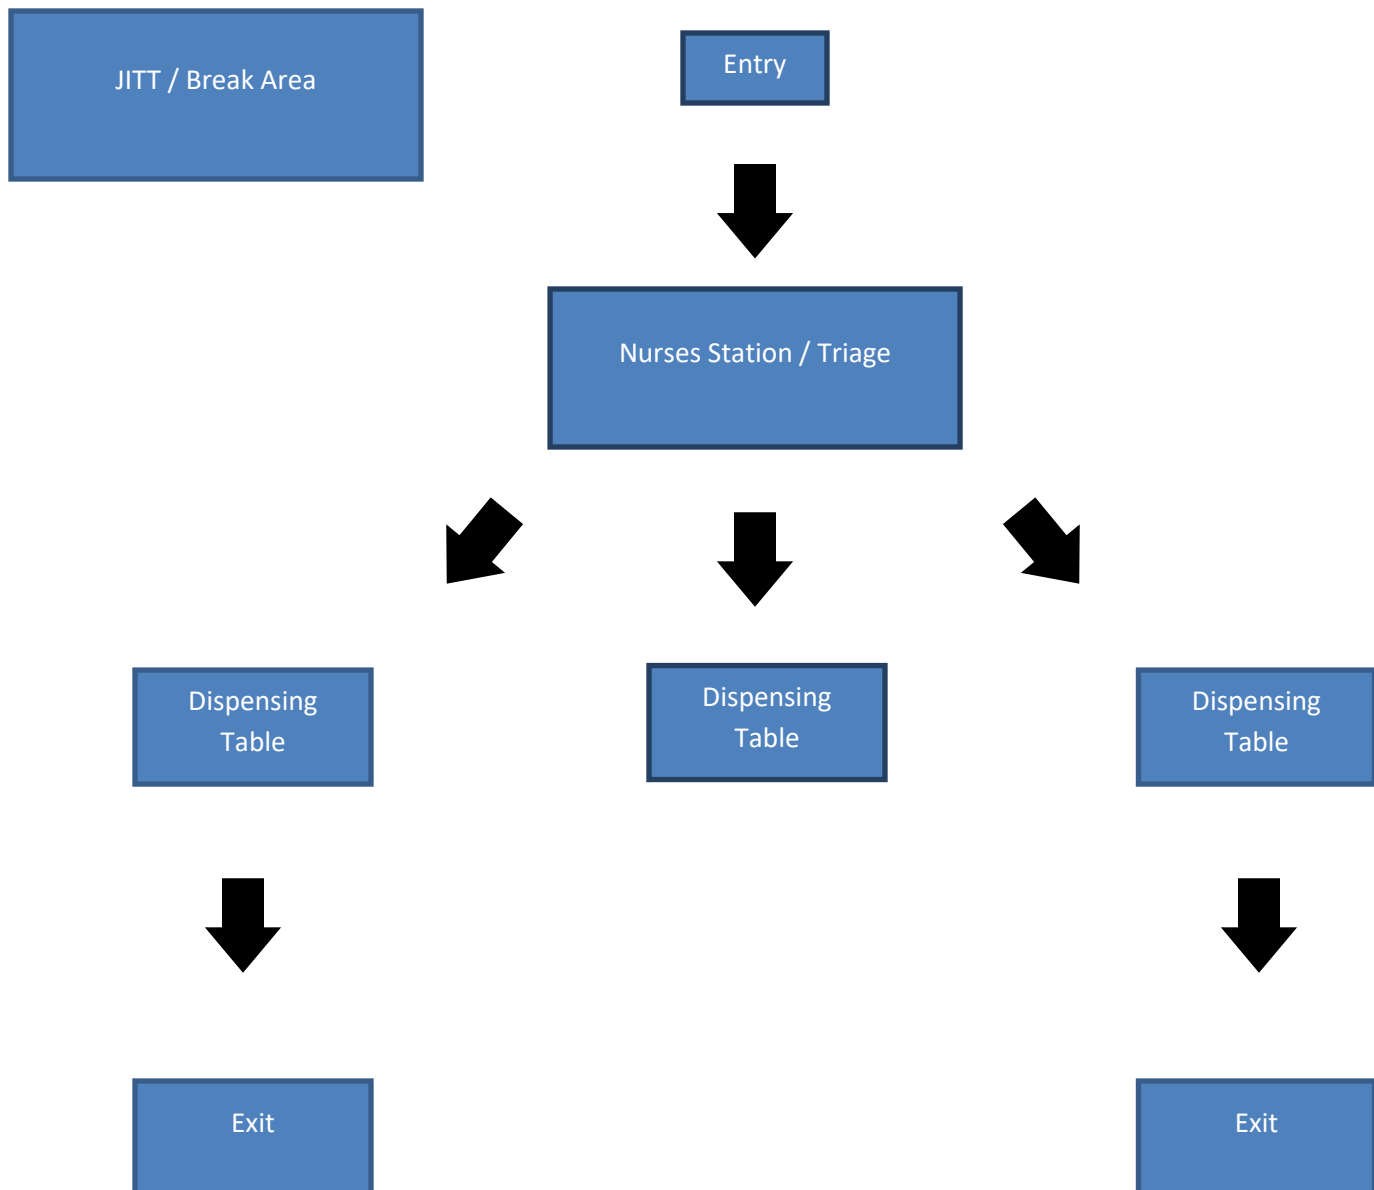 JITT / Break Area
Entry
Nurses Station / Triage
Dispensing
Table
Dispensing
Table
Dispensing
Table
Exit
Exit